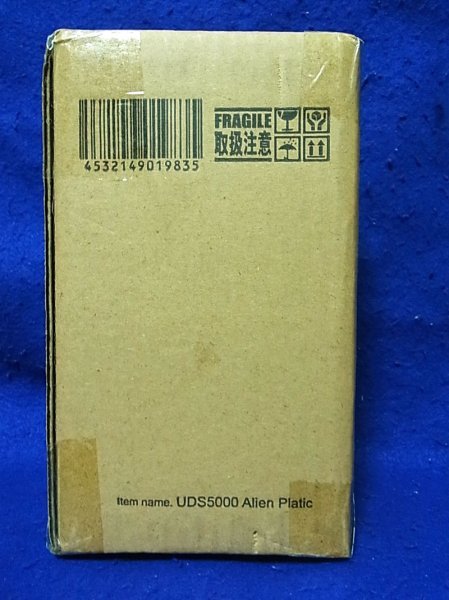 FRAGILE
取扱注意
4532149019835
Item name. UDS5000 Alien Platic